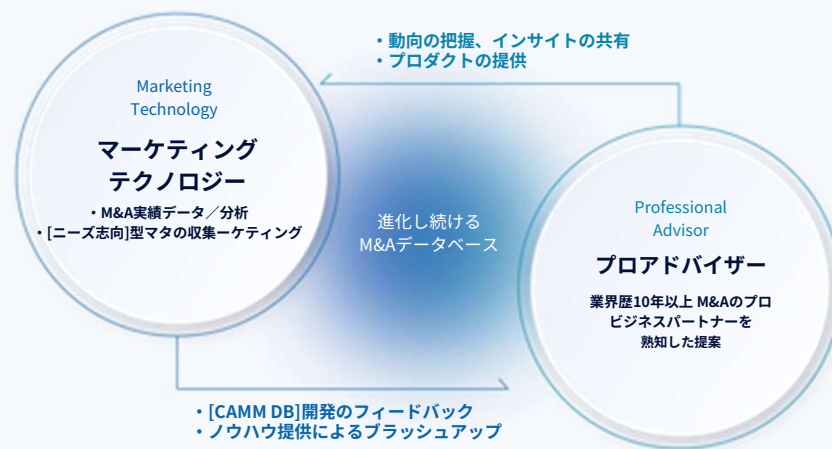 ・動向の把握、インサイトの共有
・プロダクトの提供
Marketing
Technology
マーケティング
テクノロジー
・M&A実績データ／分析
・[ニーズ志向]型マタの収集ーケティング
進化し続ける
M&Aデータベース
Professional
Advisor
プロアドバイザー
業界歴10年以上 M&Aのプロ
ビジネスパートナーを
熟知した提案
・[CAMM DB]開発のフィードバック
・ノウハウ提供によるブラッシュアップ